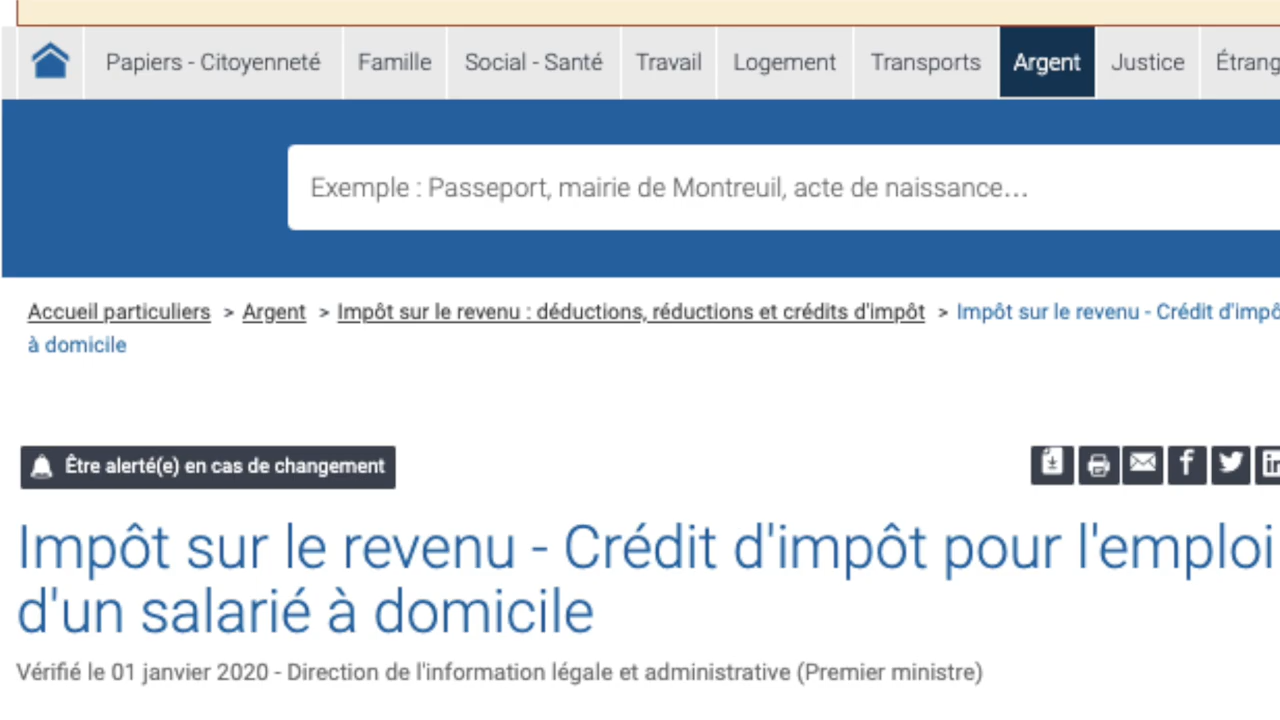 Papiers - Citoyenneté Famille Social - Santé Travail Logement Transports Argent Justice Étrang
Exemple : Passeport, mairie de Montreuil, acte de naissance...
Accueil particuliers > Argent > Impôt sur le revenu : déductions, réductions et crédits d'impôt > Impôt sur le revenu - Crédit d'impô
à domicile
Être alerté(e) en cas de changement
Impôt sur le revenu - Crédit d'impôt pour l'emploi
d'un salarié à domicile
Vérifié le 01 janvier 2020 - Direction de l'information légale et administrative (Premier ministre)